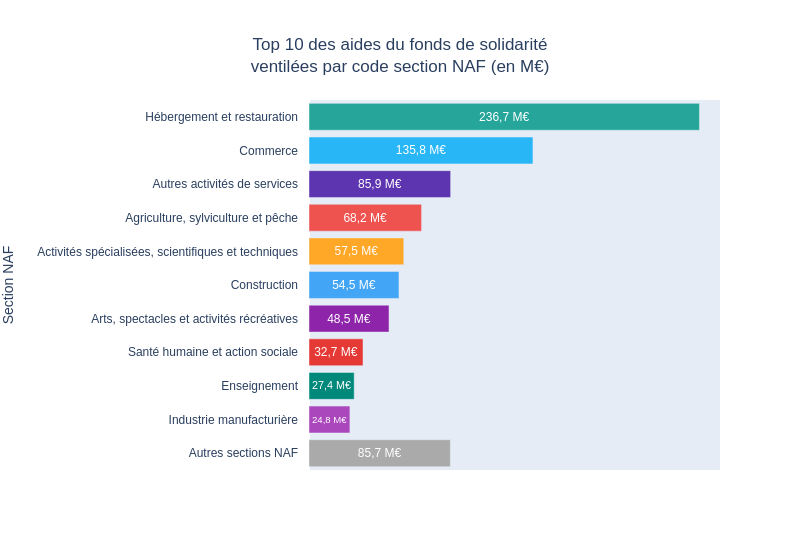 Top 10 des aides du fonds de solidarité
ventilées par code section NAF (en M€)
Section NAF
Hébergement et restauration 236,7 M€
Commerce 135,8 M€
Autres activités de services 85,9 M€
Agriculture, sylviculture et pêche 68,2 M€
Activités spécialisées, scientifiques et techniques 57,5 M€
Construction 54,5 M€
Arts, spectacles et activités récréatives 48,5 M€
Santé humaine et action sociale 32,7 M€
Enseignement 27,4 M€
Industrie manufacturière 24,8 M€
Autres sections NAF 85,7 M€